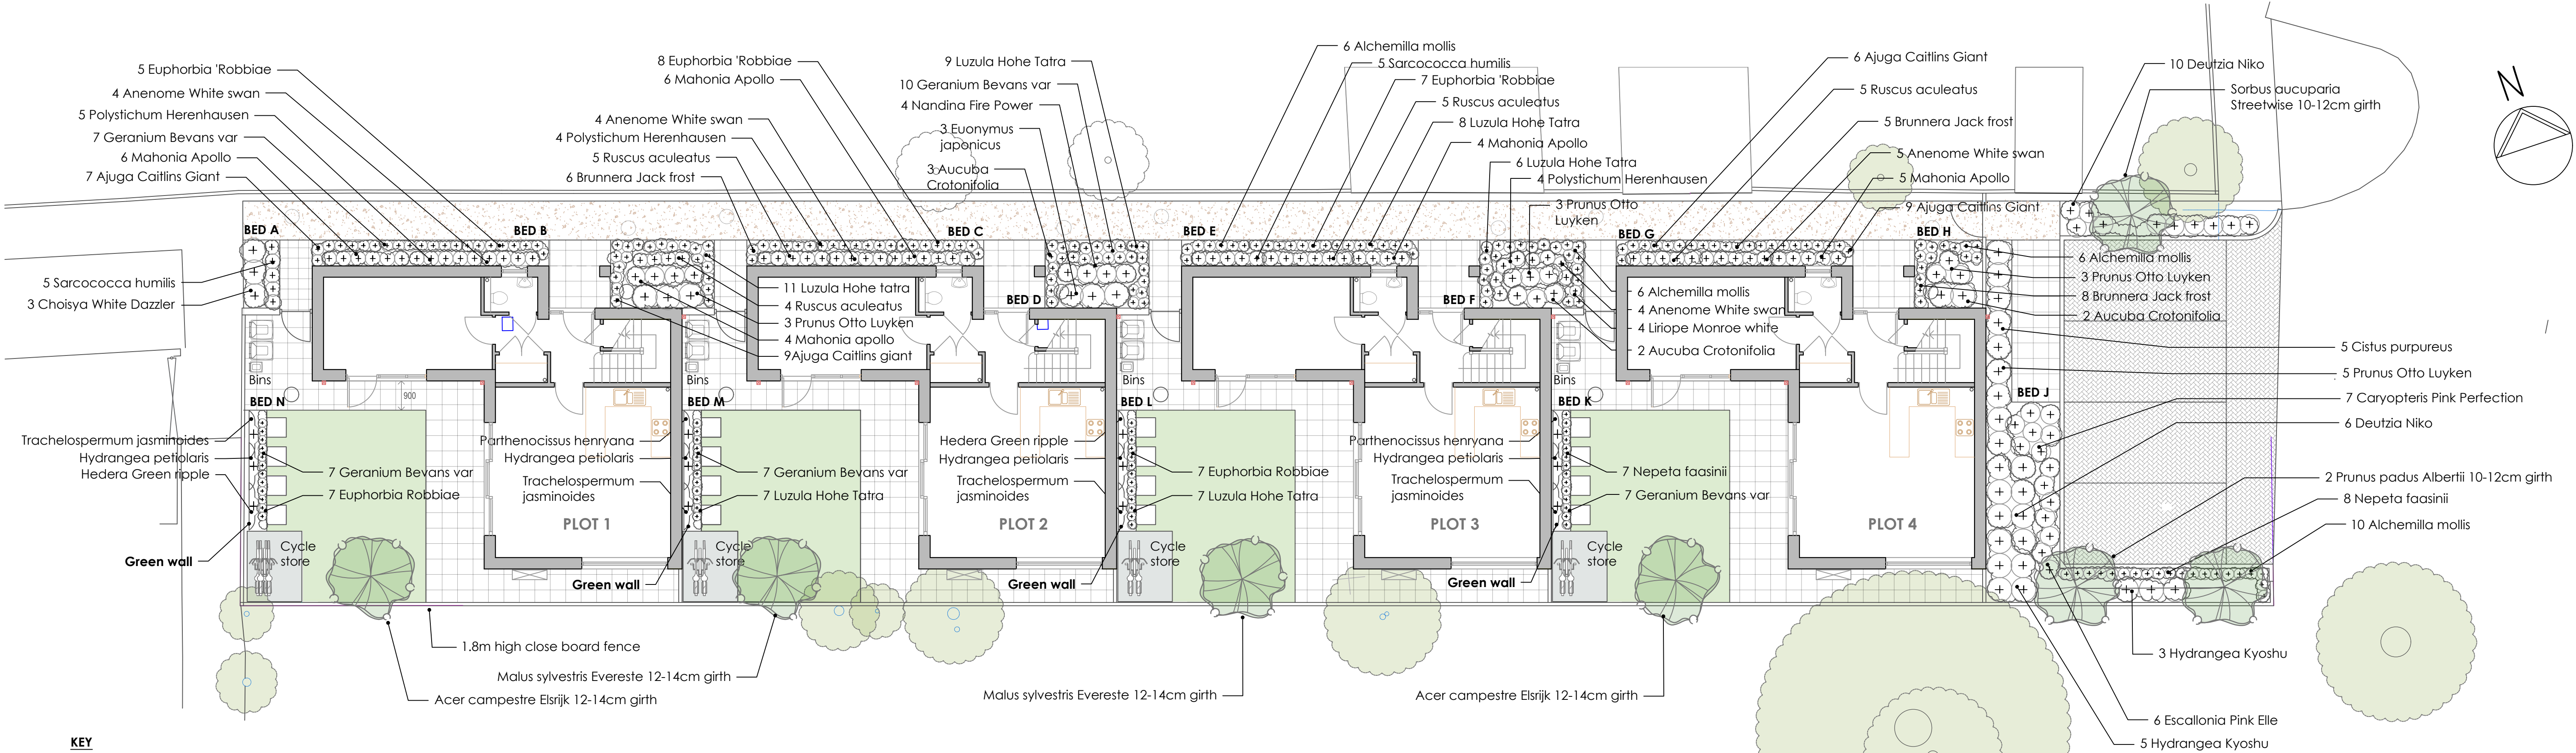 5 Euphorbia 'Robbiae
4 Anenome White swan
5 Polystichum Herenhausen
7 Geranium Bevans var
6 Mahonia Apollo
7 Ajuga Caitlins Giant
8 Euphorbia 'Robbiae
6 Mahonia Apollo
4 Anenome White swan
4 Polystichum Herenhausen
5 Ruscus aculeatus
6 Brunnera Jack frost
9 Luzula Hohe Tatra
10 Geranium Bevans var
4 Nandina Fire Power
3 Euonymus
japonicus
3 Aucuba
Crotonifolia
6 Alchemilla mollis
5 Sarcococca humilis
7 Euphorbia 'Robbiae
5 Ruscus aculeatus
8 Luzula Hohe Tatra
4 Mahonia Apollo
6 Luzula Hohe Tatra
4 Polystichum Herenhausen
3 Prunus Otto
Luyken
6 Ajuga Caitlins Giant
5 Ruscus aculeatus
5 Brunnera Jack frost
5 Anenome White swan
5 Mahonia Apollo
9 Ajuga Caitlins Giant
10 Deutzia Niko
Sorbus aucuparia
Streetwise 10-12cm girth
N
BED A
BED B
BED C
BED E
BED G
BED H
5 Sarcococca humilis
3 Choisya White Dazzler
11 Luzula Hohe tatra
4 Ruscus aculeatus
3 Prunus Otto Luyken
4 Mahonia apollo
9Ajuga Caitlins giant
BED D
BED F
6 Alchemilla mollis
4 Anenome White swan
4 Liriope Monroe white
2 Aucuba Crotonifolia
6 Alchemilla mollis
3 Prunus Otto Luyken
8 Brunnera Jack frost
2 Aucuba Crotonifolia
5 Cistus purpureus
5 Prunus Otto Luyken
7 Caryopteris Pink Perfection
6 Deutzia Niko
Bins
Bins
Bins
Bins
900
BED N
BED M
BED L
BED K
BED J
Trachelospermum jasminoides
Hydrangea petiolaris
Hedera Green ripple
7 Geranium Bevans var
7 Euphorbia Robbiae
Parthenocissus henryana
Hydrangea petiolaris
Trachelospermum
jasminoides
7 Geranium Bevans var
7 Luzula Hohe Tatra
Hedera Green ripple
Hydrangea petiolaris
Trachelospermum
jasminoides
7 Euphorbia Robbiae
7 Luzula Hohe Tatra
Parthenocissus henryana
Hydrangea petiolaris
Trachelospermum
jasminoides
7 Nepeta faasinii
7 Geranium Bevans var
2 Prunus padus Albertii 10-12cm girth
8 Nepeta faasinii
10 Alchemilla mollis
PLOT 1
PLOT 2
PLOT 3
PLOT 4
Cycle
store
Cycle
store
Cycle
store
Cycle
store
Green wall
Green wall
Green wall
Green wall
1.8m high close board fence
Malus sylvestris Evereste 12-14cm girth
Acer campestre Elsrijk 12-14cm girth
Malus sylvestris Evereste 12-14cm girth
Acer campestre Elsrijk 12-14cm girth
3 Hydrangea Kyoshu
6 Escallonia Pink Elle
5 Hydrangea Kyoshu
KEY